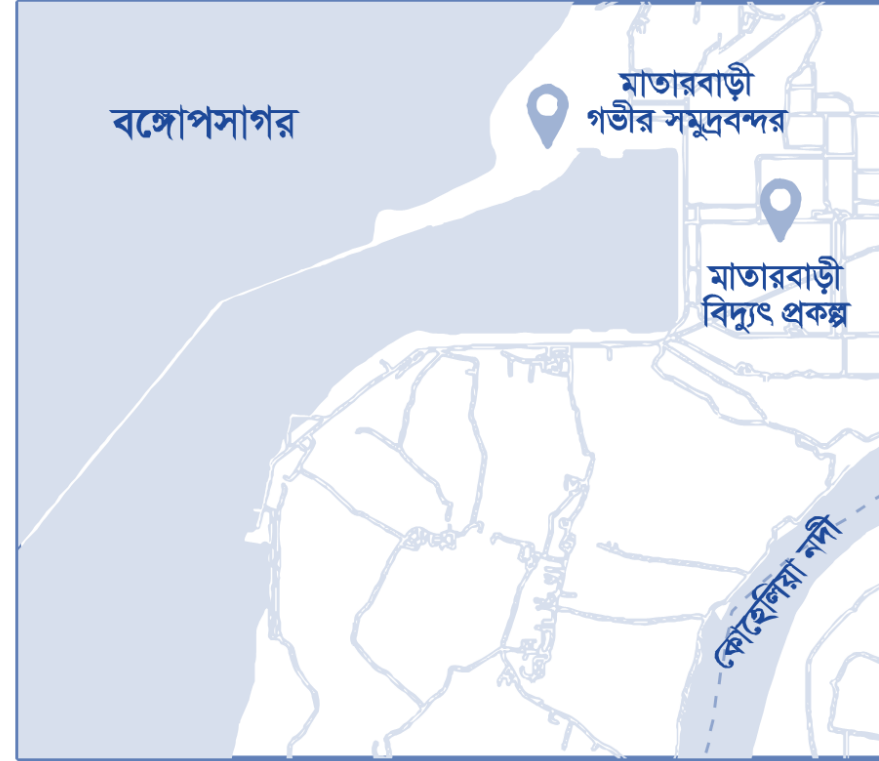 বঙ্গোপসাগর
মাতারবাড়ী
গভীর সমুদ্রবন্দর
মাতারবাড়ী
বিদ্যুৎ প্রকল্প
কোহেলিয়া নদী